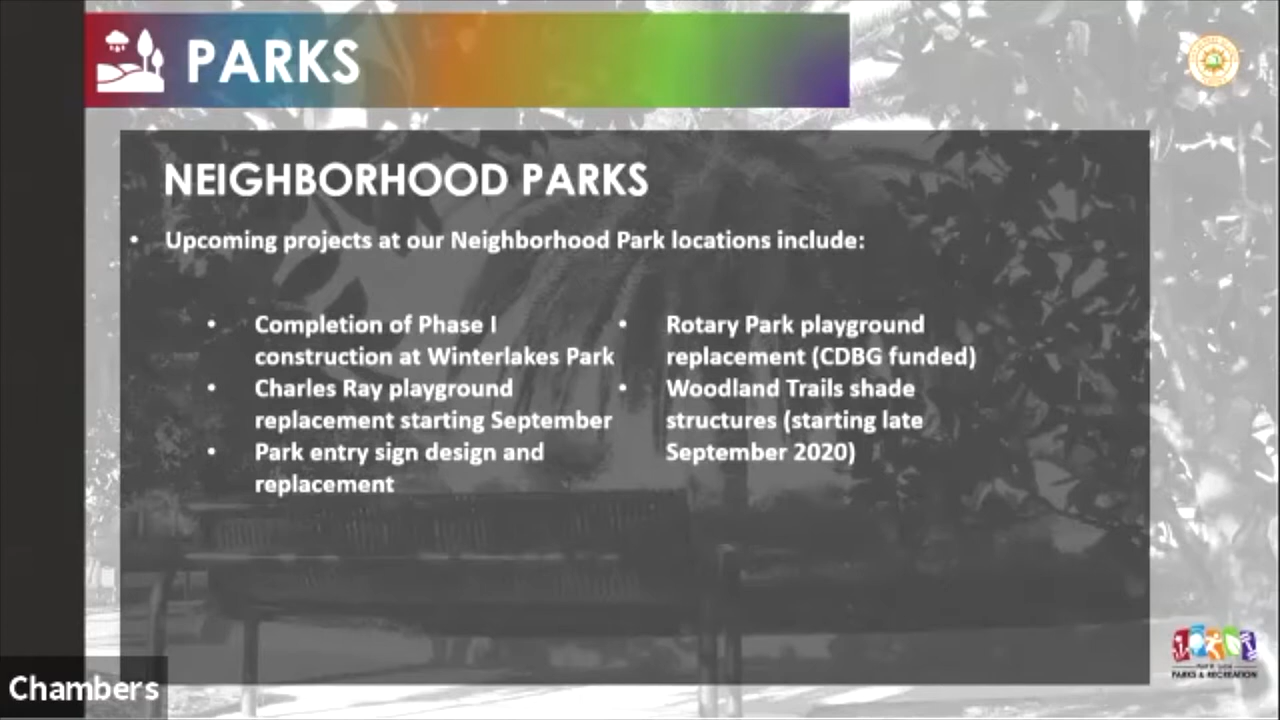 PARKS
NEIGHBORHOOD PARKS
• Upcoming projects at our Neighborhood Park locations include:
• Completion of Phase I
construction at Winterlakes Park
• Charles Ray playground
replacement starting September
• Park entry sign design and
replacement
• Rotary Park playground
replacement (CDBG funded)
• Woodland Trails shade
structures (starting late
September 2020)
PARKS & RECREATION
Chambers